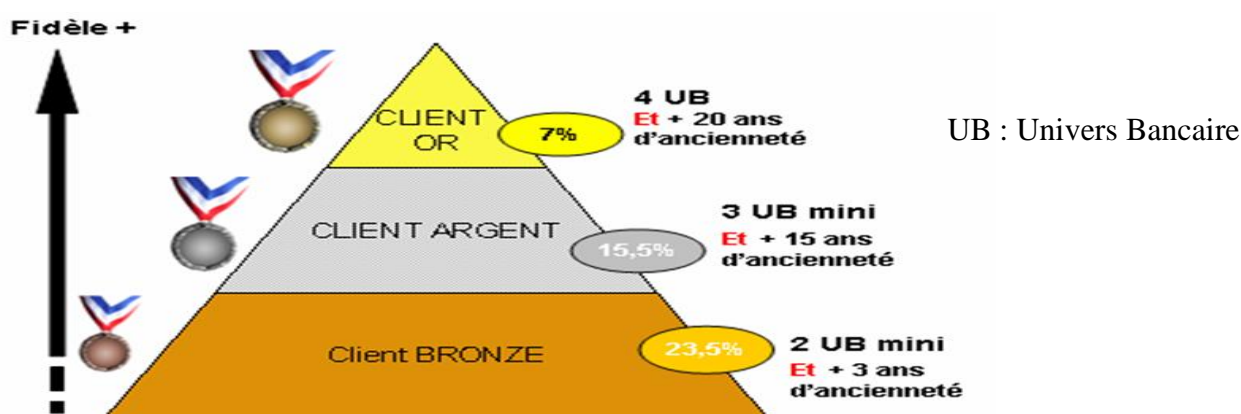 Fidèle +
CLIENT
OR
7%
4 UB
Et + 20 ans
d'ancienneté
UB : Univers Bancaire
CLIENT ARGENT
15,5%
3 UB mini
Et + 15 ans
d'ancienneté
Client BRONZE
23,5%
2 UB mini
Et + 3 ans
d'ancienneté